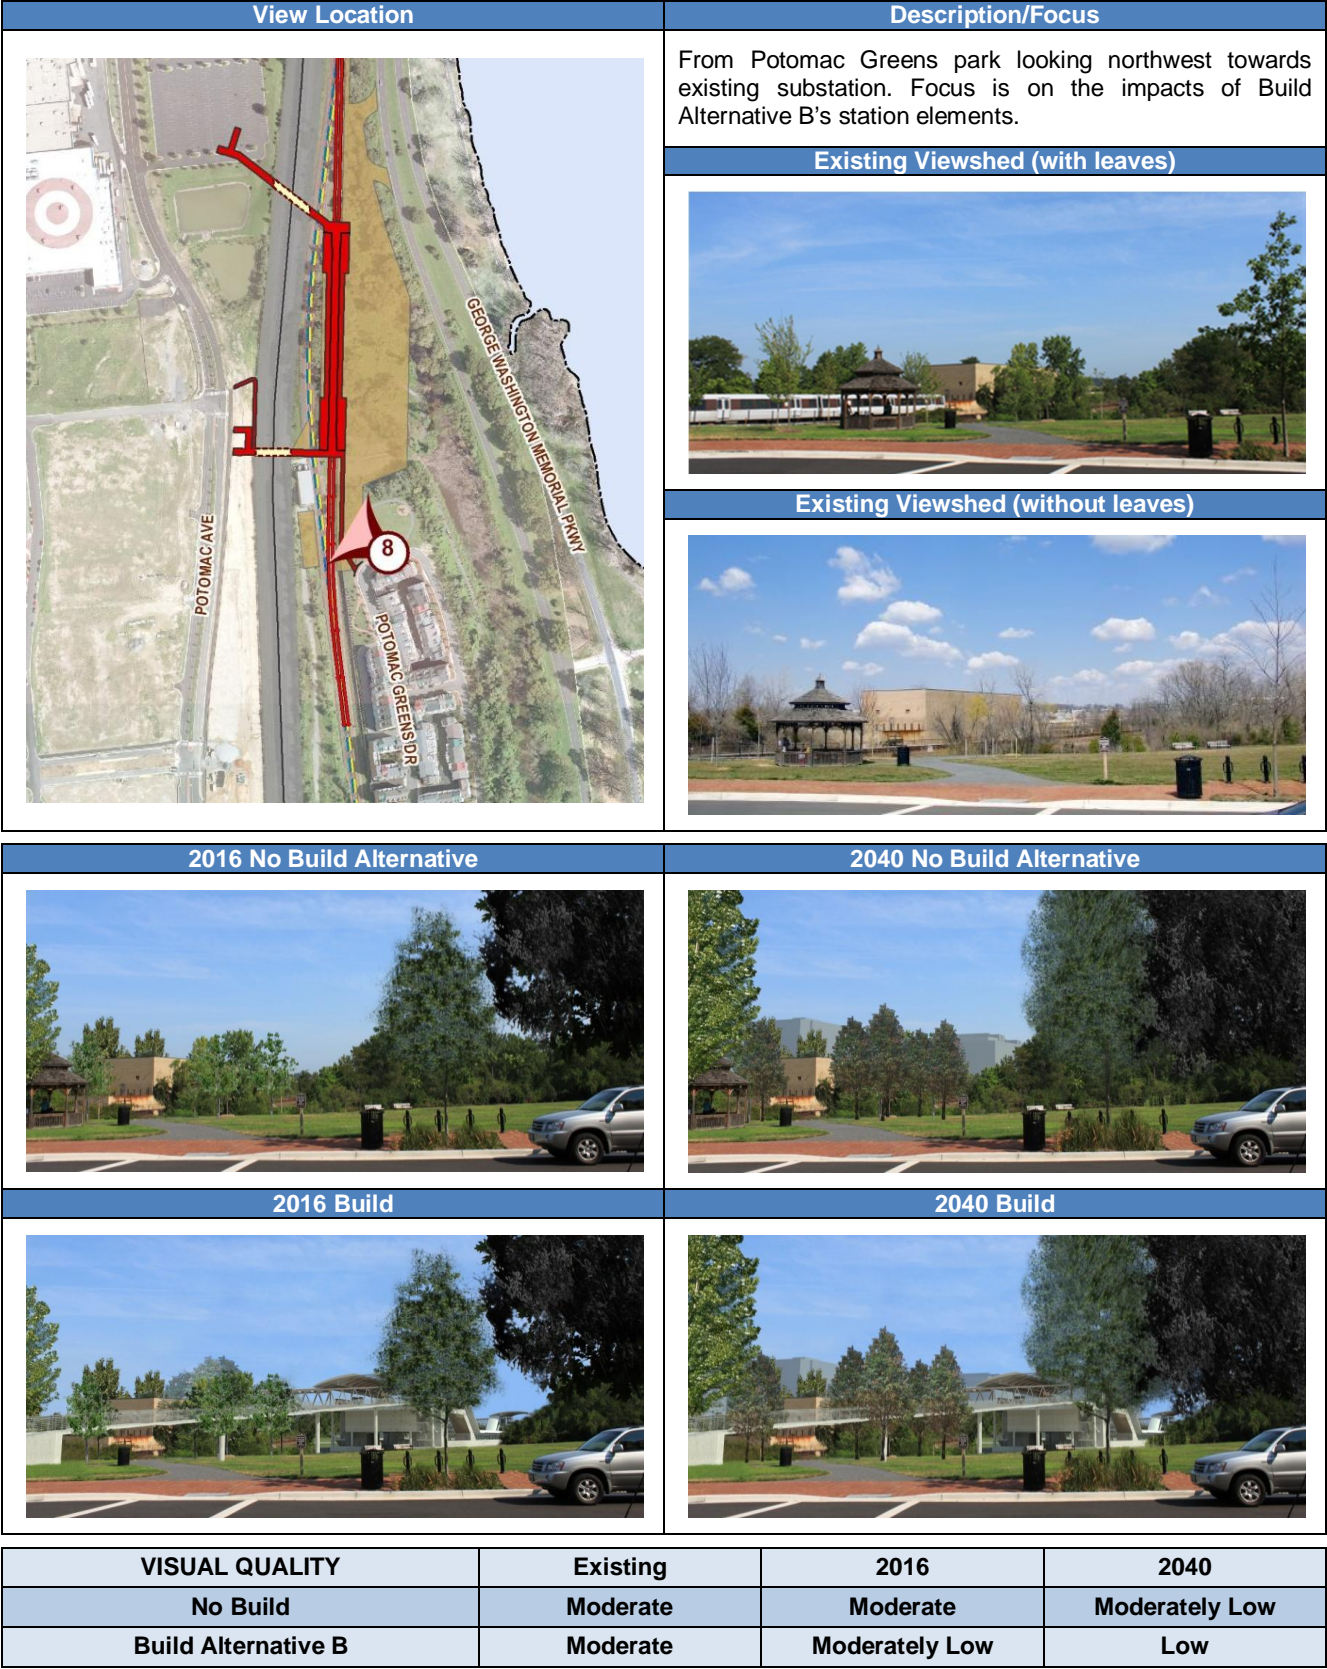 View Location
Description/Focus
From Potomac Greens park looking northwest towards
existing substation. Focus is on the impacts of Build
Alternative B's station elements.
Existing Viewshed (with leaves)
GEORGE WASHINGTON MEMORIAL PKWY
POTOMAC AVE
8
POTOMAC GREENS DR
Existing Viewshed (without leaves)
2016 No Build Alternative
2040 No Build Alternative
2016 Build
2040 Build
VISUAL QUALITY Existing 2016 2040
No Build Moderate Moderate Moderately Low
Build Alternative B Moderate Moderately Low Low